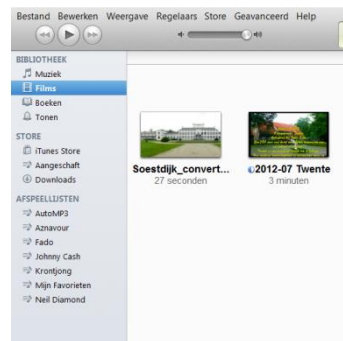 Bestand Bewerken Weergave Regelaars Store Geavanceerd Help
BIBLIOTHEEK
Muziek
Films
Boeken
Tonen
STORE
iTunes Store
Aangeschaft
Downloads
AFSPEELLIJSTEN
AutoMP3
Aznavour
Fado
Johnny Cash
Krontjong
Mijn Favorieten
Neil Diamond
Soestdijk_convert...
27 seconden
2012-07 Twente
3 minuten